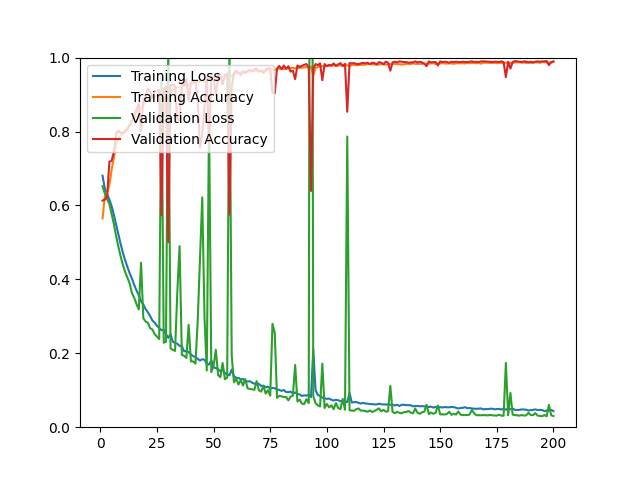 1.0
0.8
0.6
0.4
0.2
0.0
Training Loss
Training Accuracy
Validation Loss
Validation Accuracy
0 25 50 75 100 125 150 175 200